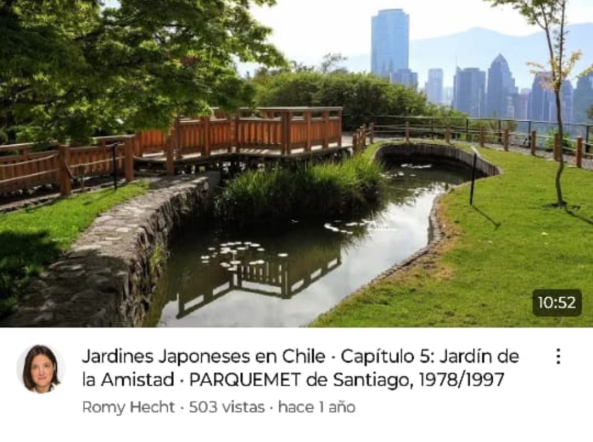 10:52
Jardines Japoneses en Chile · Capítulo 5: Jardín de
la Amistad · PARQUEMET de Santiago, 1978/1997
Romy Hecht · 503 vistas · hace 1 año